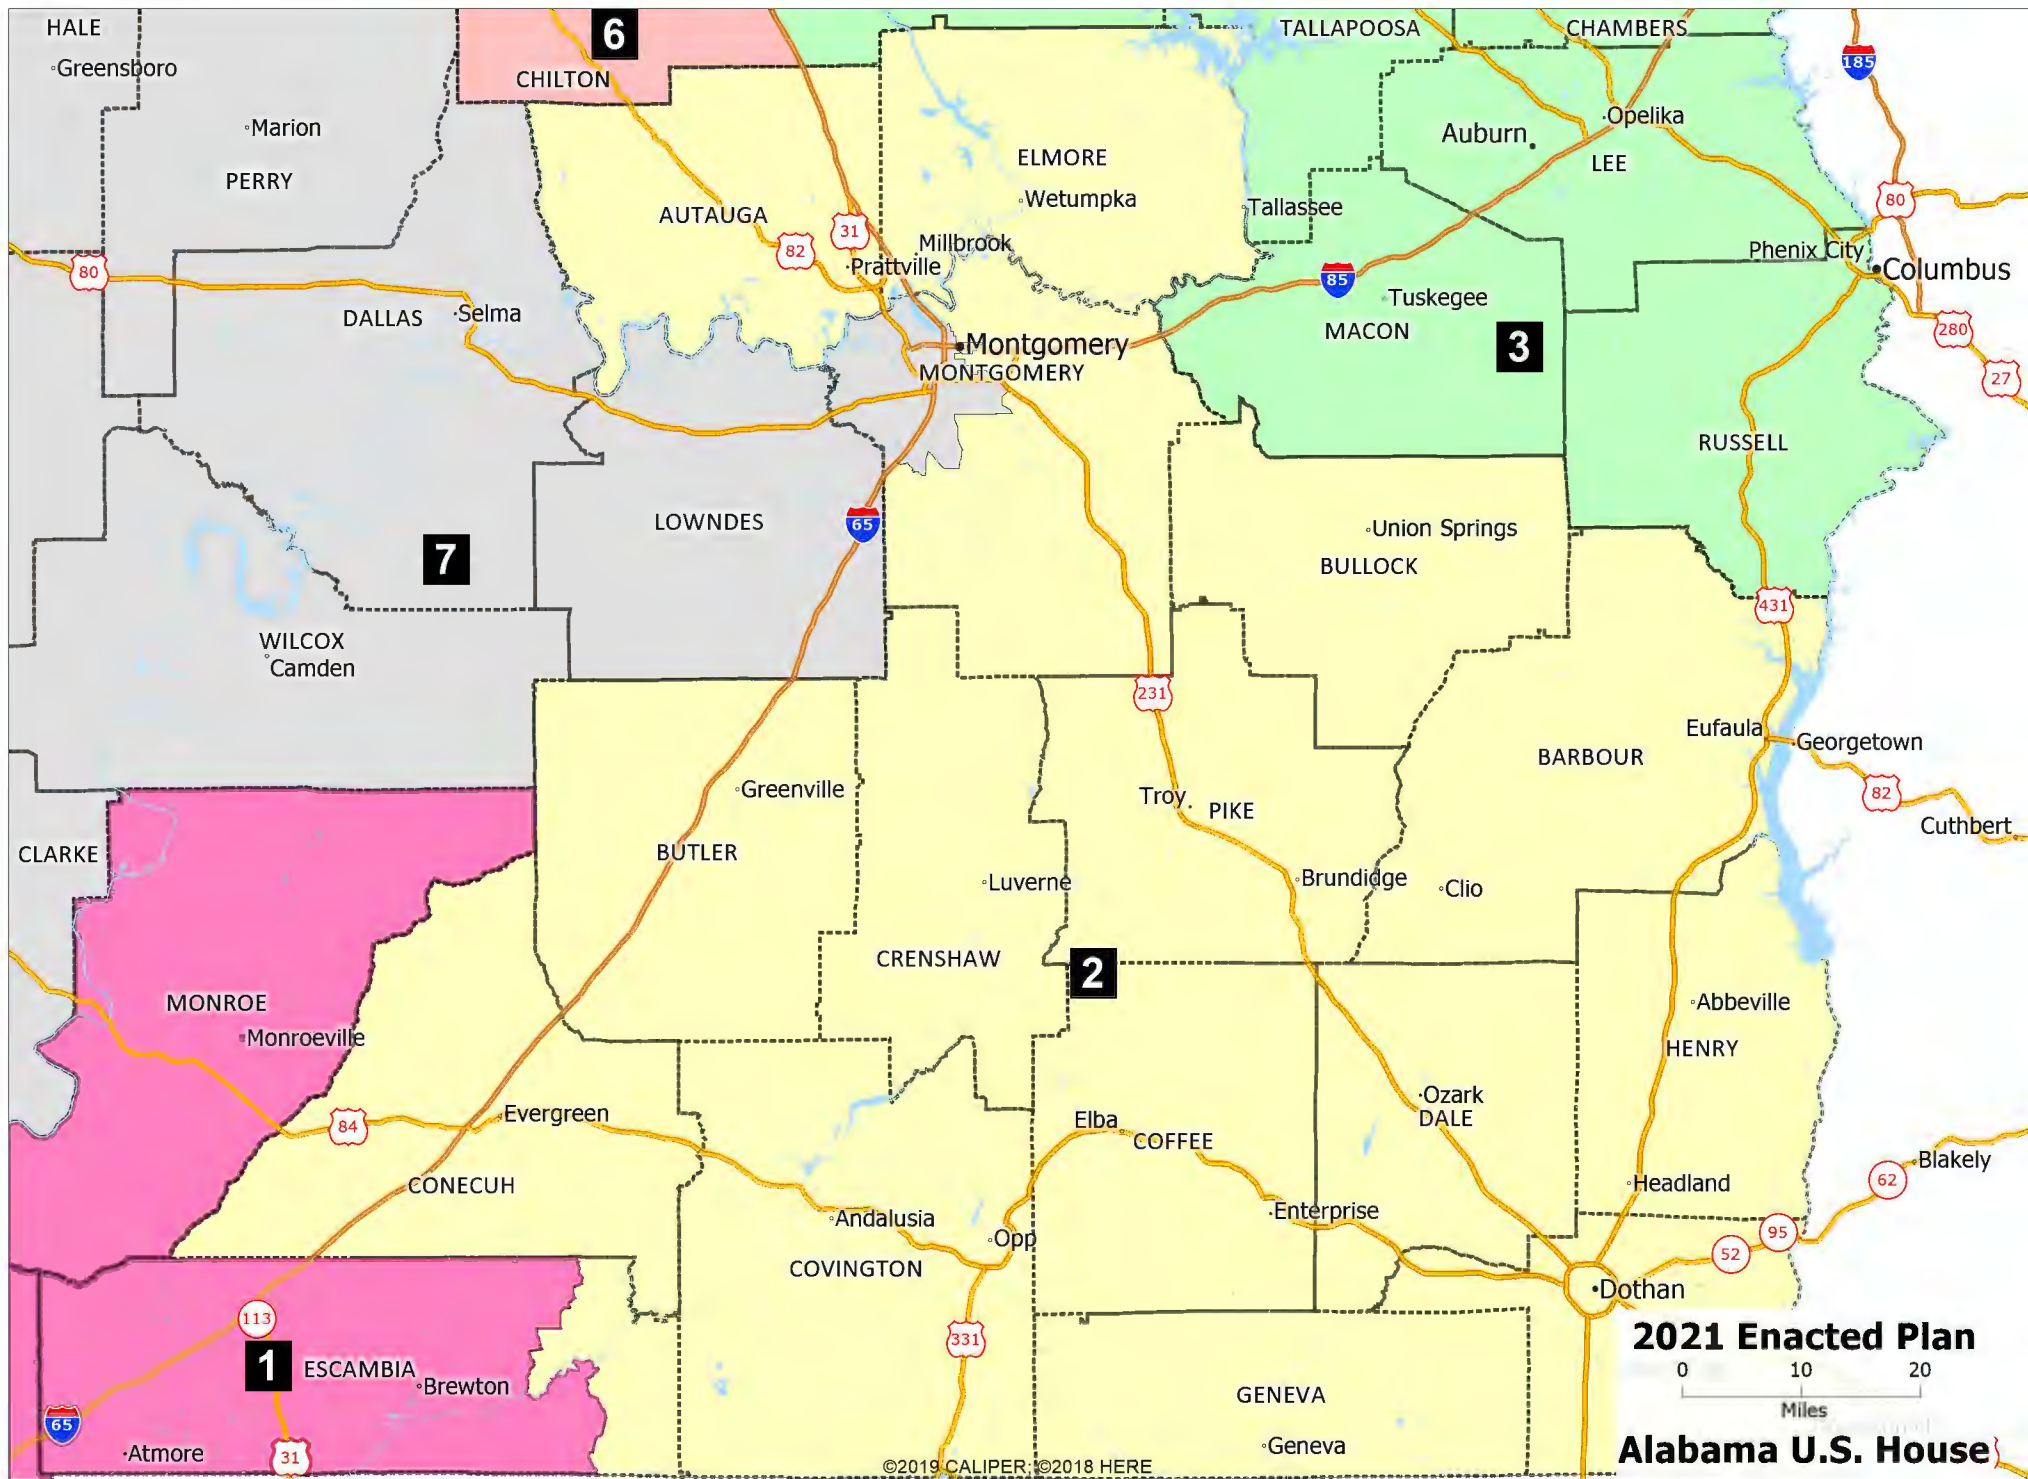 HALE
Greensboro
6
TALLAPOOSA
CHAMBERS
185
CHILTON
Marion
Opelika
Auburn
ELMORE
LEE
PERRY
Wetumpka
80
AUTAUGA
Tallassee
31
Millbrook
82
Phenix City
Prattville
80
Columbus
85
Tuskegee
DALLAS
Selma
MACON
3
280
Montgomery
MONTGOMERY
27
RUSSELL
LOWNDES
65
Union Springs
7
BULLOCK
431
WILCOX
Camden
231
Eufaula
Georgetown
BARBOUR
Greenville
Troy
PIKE
82
Cuthbert
CLARKE
BUTLER
Luverne
Brundidge
Clio
CRENSHAW
2
MONROE
Abbeville
Monroeville
HENRY
Ozark
DALE
84
Evergreen
Elba
COFFEE
Blakely
62
CONECUH
Headland
Andalusia
Enterprise
Opp
95
52
COVINGTON
Dothan
113
331
2021 Enacted Plan
1
ESCAMBIA
Brewton
0 10 20
Miles
GENEVA
65
Atmore
31
Geneva
Alabama U.S. House
©2019 CALIPER; ©2018 HERE